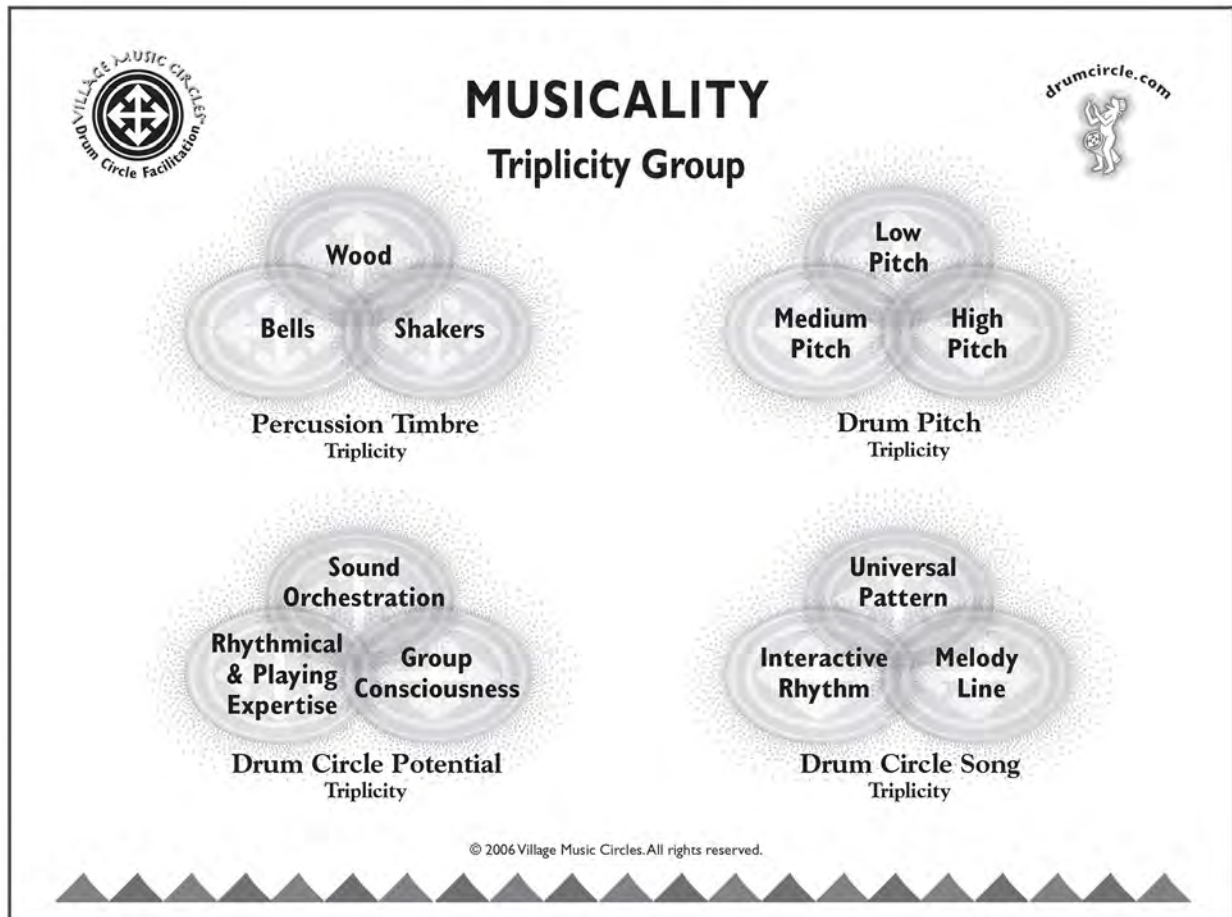 VILLAGE MUSIC CIRCLES™
Drum Circle Facilitation
MUSICALITY
Triplicity Group
drumcircle.com
Wood
Bells
Shakers
Percussion Timbre
Triplicity
Low
Pitch
Medium
Pitch
High
Pitch
Drum Pitch
Triplicity
Sound
Orchestration
Rhythmical
& Playing
Expertise
Group
Consciousness
Drum Circle Potential
Triplicity
Universal
Pattern
Interactive
Rhythm
Melody
Line
Drum Circle Song
Triplicity
© 2006 Village Music Circles. All rights reserved.